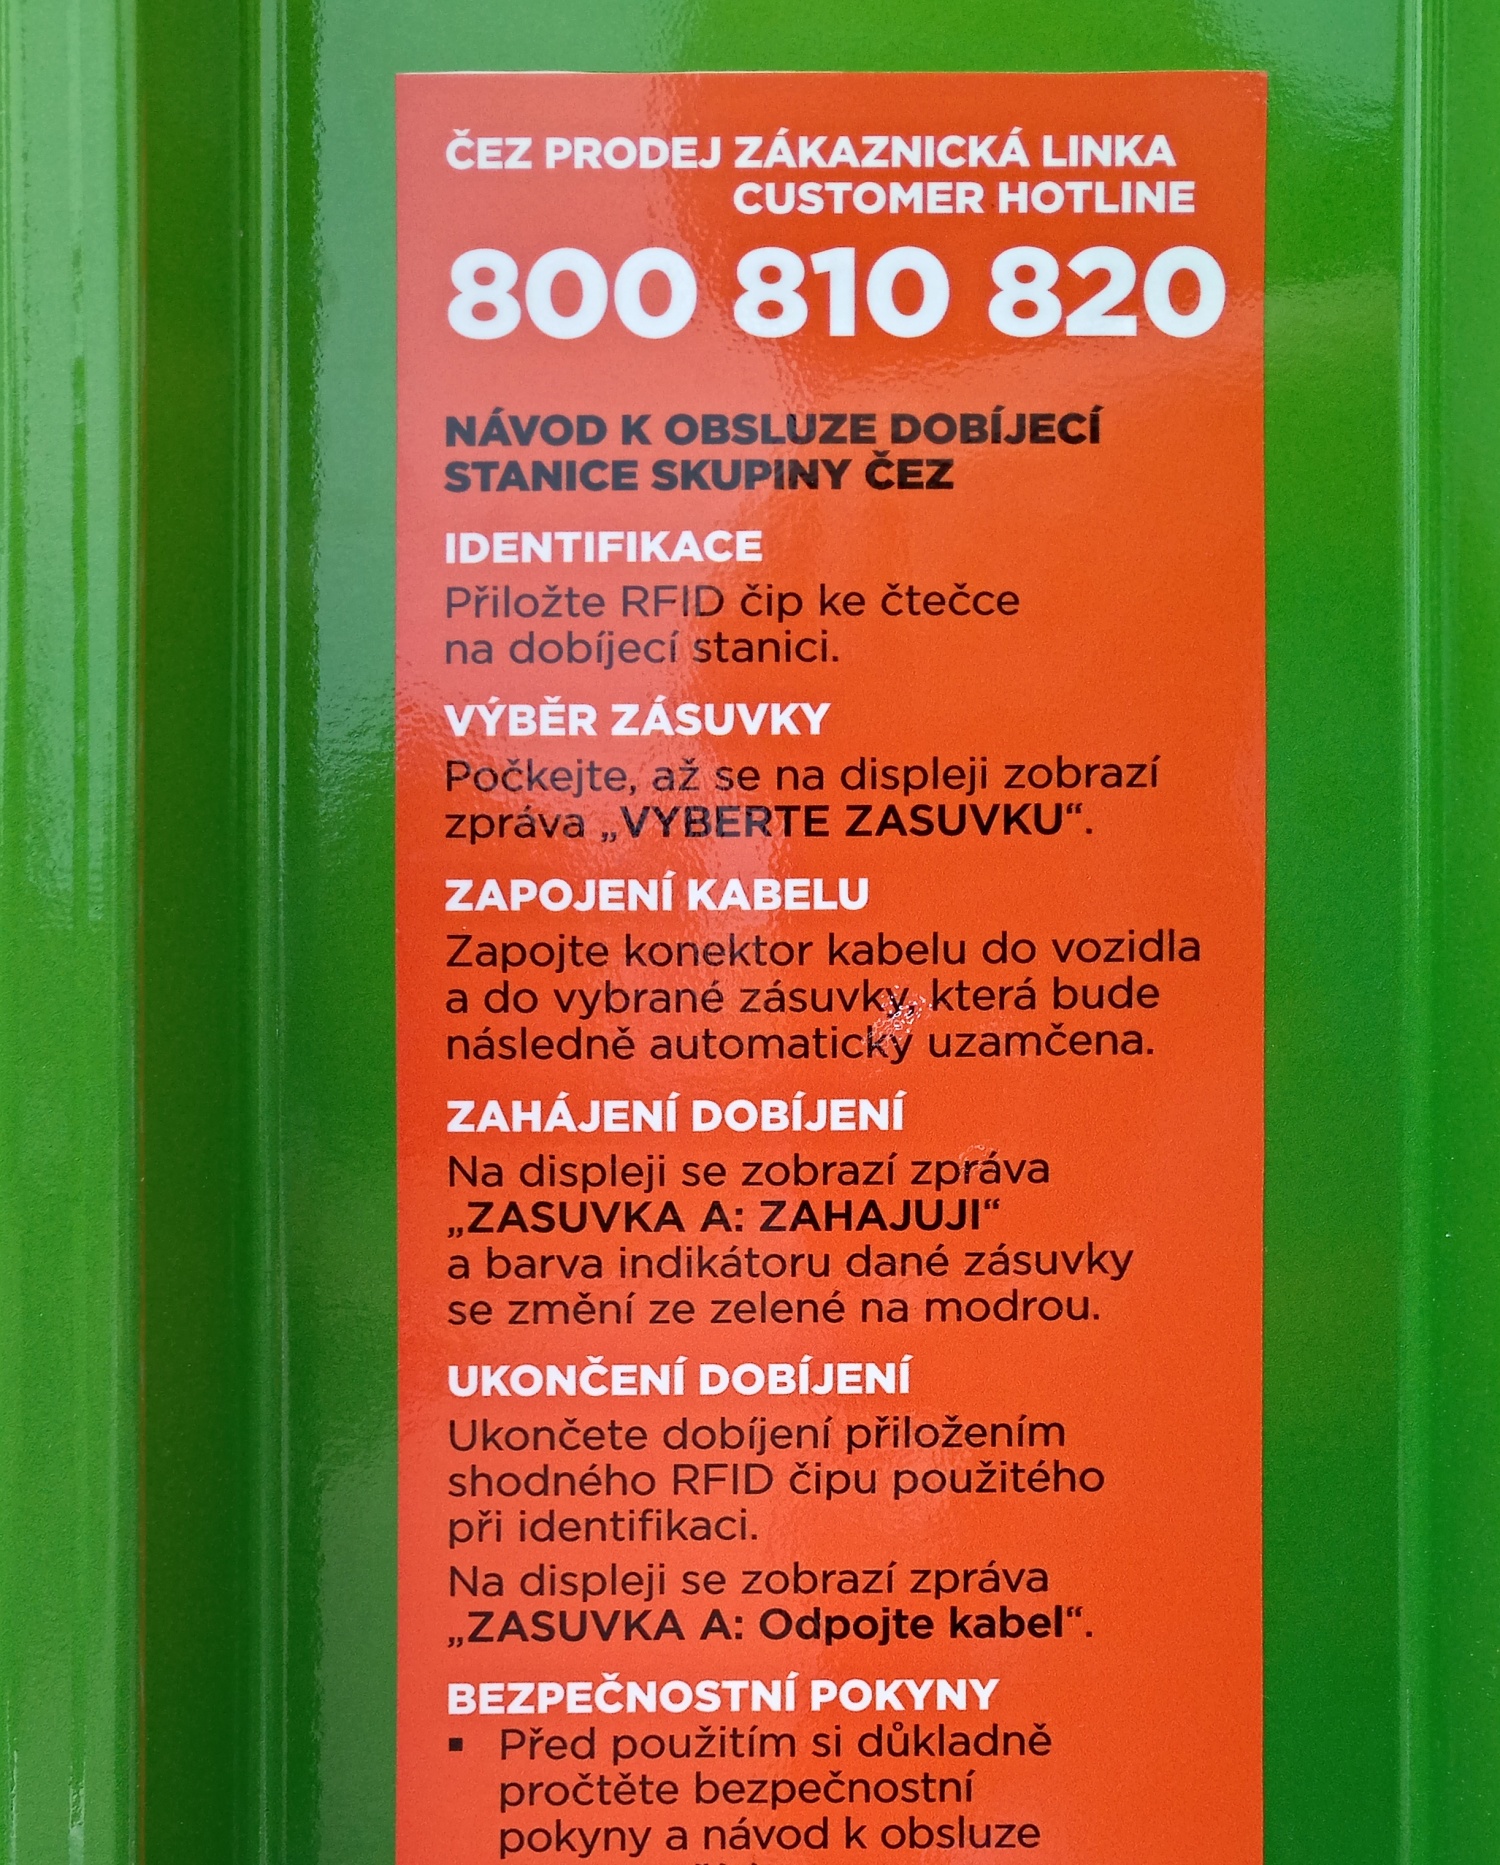 ČEZ PRODEJ ZÁKAZNICKÁ LINKA
CUSTOMER HOTLINE
800 810 820
NÁVOD K OBSLUZE DOBÍJECÍ
STANICE SKUPINY ČEZ
IDENTIFIKACE
Přiložte RFID čip ke čtečce
na dobíjecí stanici.
VÝBĚR ZÁSUVKY
Počkejte, až se na displeji zobrazí
zpráva „VYBERTE ZASUVKU“.
ZAPOJENÍ KABELU
Zapojte konektor kabelu do vozidla
a do vybrané zásuvky, která bude
následně automaticky uzamčena.
ZAHÁJENÍ DOBÍJENÍ
Na displeji se zobrazí zpráva
„ZASUVKA A: ZAHAJUJI“
a barva indikátoru dané zásuvky
se změní ze zelené na modrou.
UKONČENÍ DOBÍJENÍ
Ukončete dobíjení přiložením
shodného RFID čipu použitého
při identifikaci.
Na displeji se zobrazí zpráva
„ZASUVKA A: Odpojte kabel“.
BEZPEČNOSTNÍ POKYNY
▪ Před použitím si důkladně
pročtěte bezpečnostní
pokyny a návod k obsluze